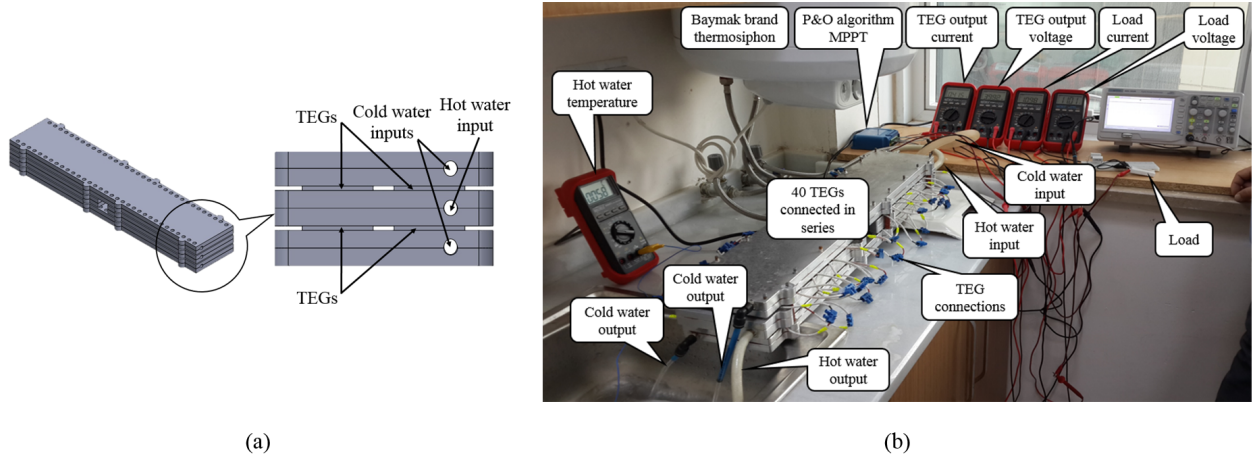 TEGs
Cold water
inputs
Hot water
input
TEGs
(a)
Baymak brand
thermosiphon
P&O algorithm
MPPT
TEG output
current
TEG output
voltage
Load
current
Load
voltage
Hot water
temperature
40 TEGs
connected in
series
Cold water
input
Hot water
input
Load
Cold water
output
TEG
connections
Cold water
output
Hot water
output
(b)